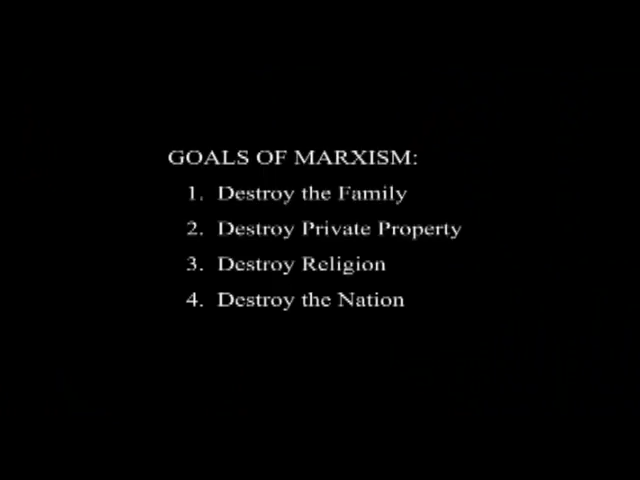 GOALS OF MARXISM:
1. Destroy the Family
2. Destroy Private Property
3. Destroy Religion
4. Destroy the Nation